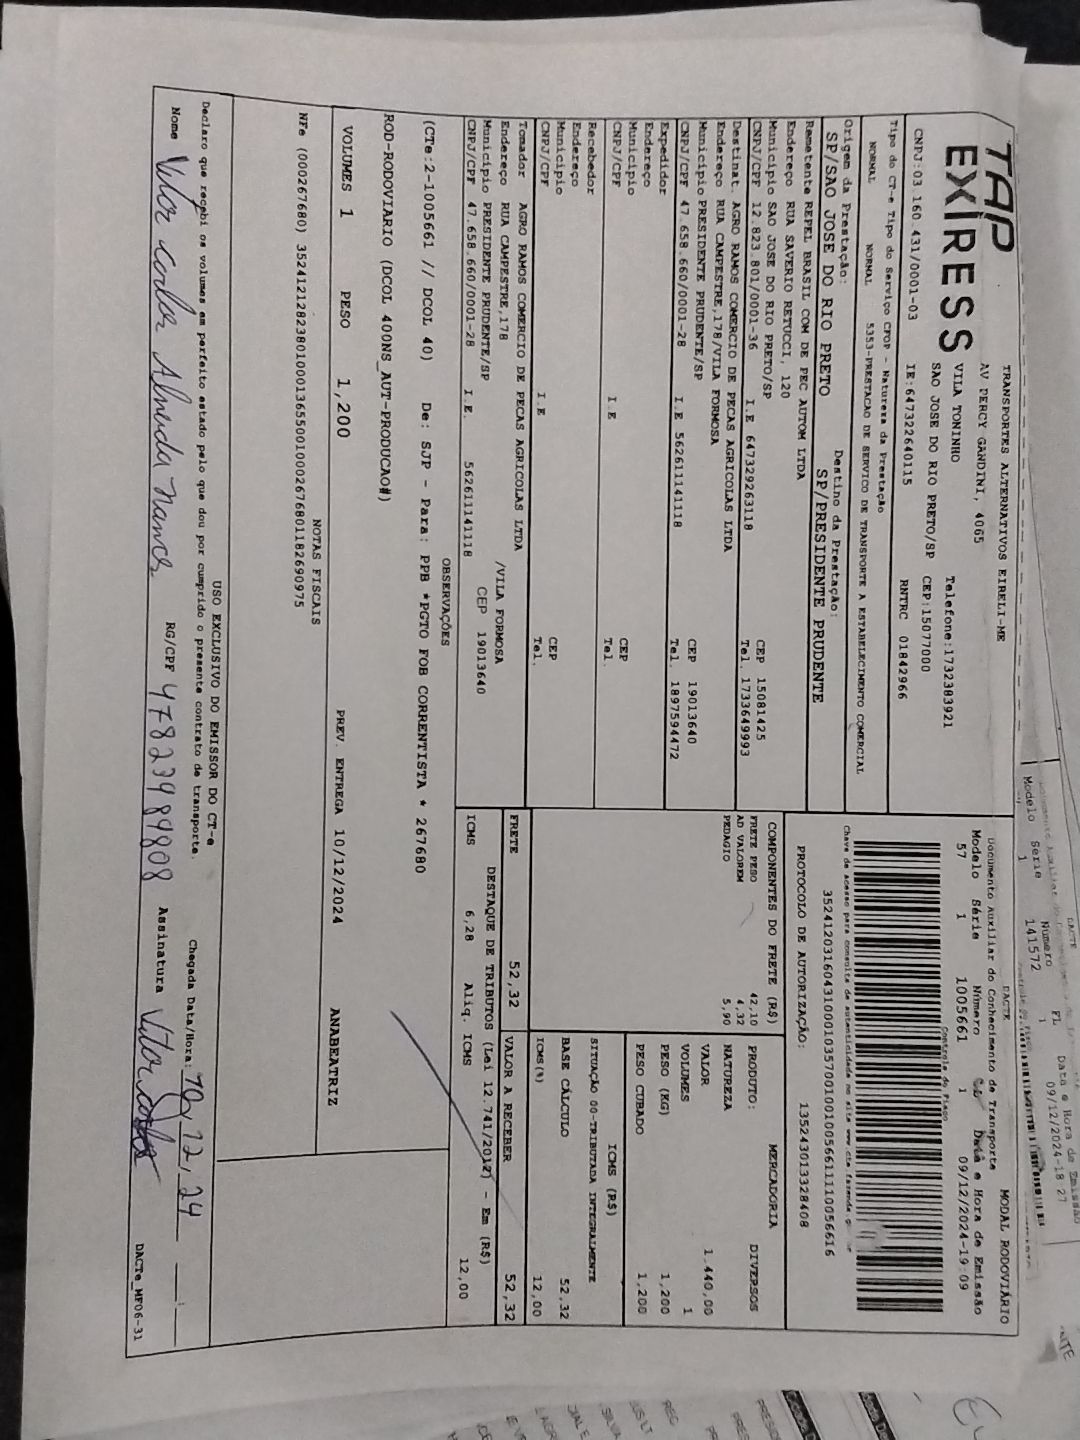 TAP
EXPRESS
TRANSPORTES ALTERNATIVOS EIRELI-ME
AV PERCY GANDINI, 4065
VILA TONINHO Telefone:1732383921
SAO JOSE DO RIO PRETO/SP CEP:15077000
CNPJ:03.160.431/0001-03 IE:647322640115 RNTRC 01842966
Tipo do CT-e Tipo do Serviço CFOP - Natureza da Prestação
NORMAL NORMAL 5353-PRESTACAO DE SERVICO DE TRANSPORTE A ESTABELECIMENTO COMERCIAL
Origem da Prestação: Destino da Prestação:
SP/SAO JOSE DO RIO PRETO SP/PRESIDENTE PRUDENTE
Remetente REPEL BRASIL COM DE PEC AUTOM LTDA
Endereço RUA SAVERIO RETUCCI, 120 CEP 15081425
Município SAO JOSE DO RIO PRETO/SP Tel. 1733649993
CNPJ/CPF 12.823.801/0001-36 I.E 647329263118
Destinat. AGRO RAMOS COMERCIO DE PECAS AGRICOLAS LTDA
Endereço RUA CAMPESTRE,178/VILA FORMOSA CEP 19013640
Município PRESIDENTE PRUDENTE/SP Tel. 1897594472
CNPJ/CPF 47.658.660/0001-28 I.E 562611141118
Expedidor
Endereço CEP
Município Tel.
CNPJ/CPF I.E
Recebedor
Endereço CEP
Município Tel.
CNPJ/CPF I.E
Tomador AGRO RAMOS COMERCIO DE PECAS AGRICOLAS LTDA
Endereço RUA CAMPESTRE,178 /VILA FORMOSA
Município PRESIDENTE PRUDENTE/SP CEP 19013640
CNPJ/CPF 47.658.660/0001-28 I.E. 562611141118
DACTE MODAL RODOVIÁRIO
Documento Auxiliar do Conhecimento de Transporte
Modelo Série Número Data e Hora de Emissão
57 1 1005661 1 09/12/2024-19:09
Controle do Fisco
Chave de acesso para consulta de autenticidade no site www.cte.fazenda
35241203160431000103570010010056611110056616
PROTOCOLO DE AUTORIZAÇÃO: 135243013328408
COMPONENTES DO FRETE (R$)
FRETE PESO 42,10
AD VALOREM 4,32
PEDAGIO 5,90
MERCADORIA
PRODUTO: DIVERSOS
NATUREZA
VALOR 1.440,00
VOLUMES 1
PESO (KG) 1,200
PESO CUBADO 1,200
ICMS (R$)
SITUAÇÃO 00-TRIBUTADA INTEGRALMENTE
BASE CÁLCULO 52,32
ICMS(%) 12,00
FRETE 52,32 VALOR A RECEBER 52,32
DESTAQUE DE TRIBUTOS (Lei 12.741/2012) - Em (R$)
ICMS 6,28 Aliq. ICMS 12,00
OBSERVAÇÕES
(CTe:2-1005661 // DCOL 40) De: SJP - Para: PPB *PGTO FOB CORRENTISTA * 267680
ROD-RODOVIARIO (DCOL 400NS_AUT-PRODUCAO#)
VOLUMES 1 PESO 1,200 PREV. ENTREGA 10/12/2024 ANABEATRIZ
NOTAS FISCAIS
NFe (000267680) 35241212823801000136550010002676801182690975
USO EXCLUSIVO DO EMISSOR DO CT-e
Declaro que recebi os volumes em perfeito estado pelo que dou por cumprido o presente contrato de transporte. Chegada Data/Hora: 10/12/24
Nome RG/CPF 47823989808 Assinatura
DACTe_MF06-31
DACTE
Modelo Série Número FL Data e Hora de Emissão
1 141572 1 09/12/2024-18:27